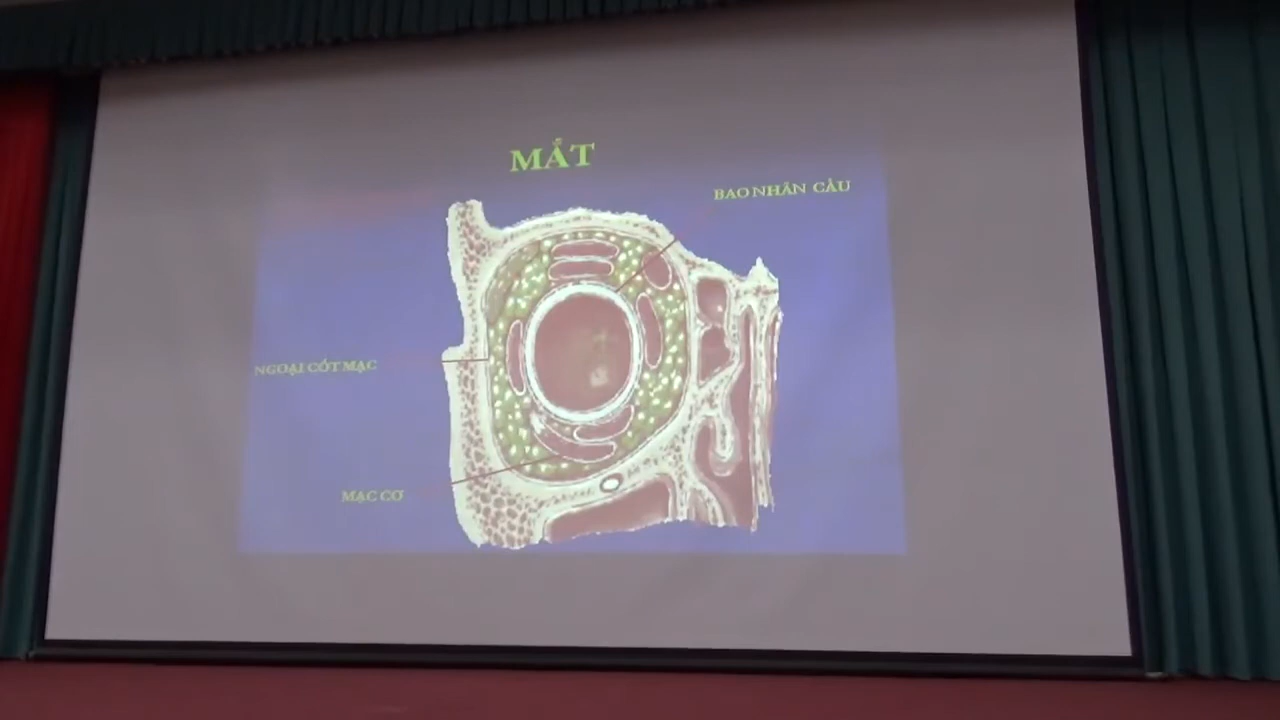 MẮT
BAO NHÃN CẦU
NGOẠI CỐT MẠC
MẠC CƠ